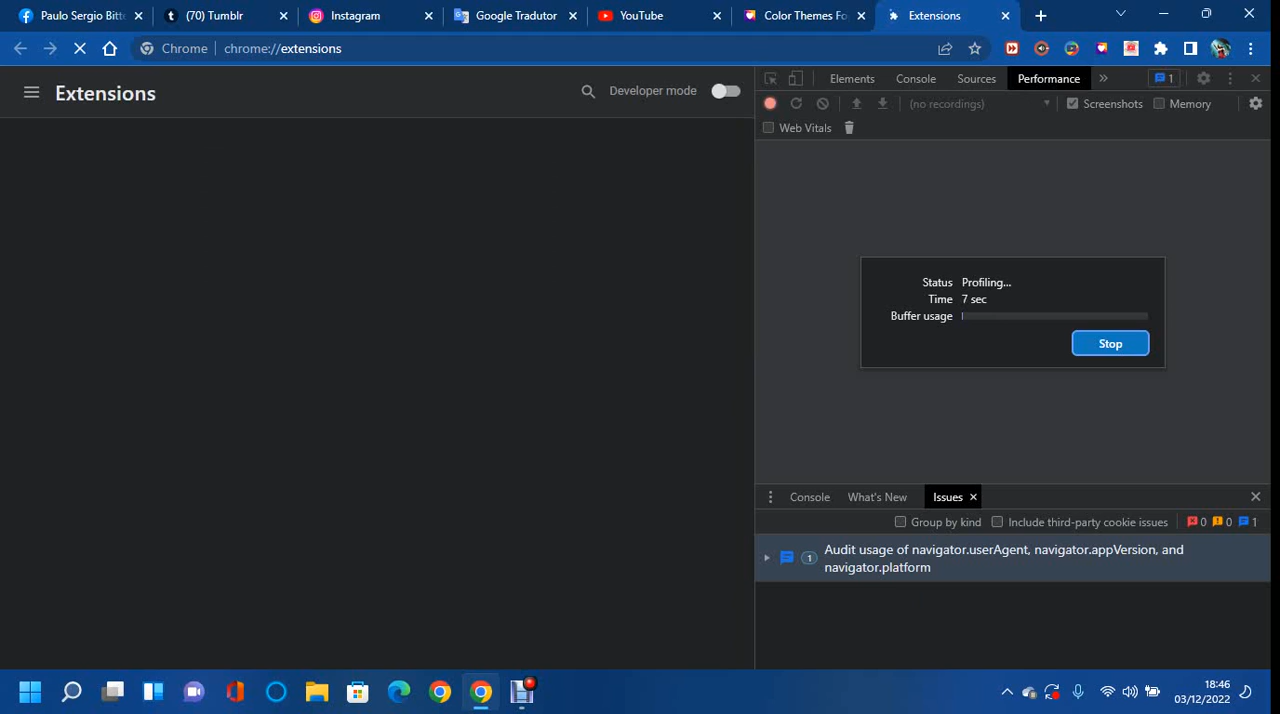 Paulo Sergio Bitte
(70) Tumblr
Instagram
Google Tradutor
YouTube
Color Themes Fo
Extensions
Chrome
chrome://extensions
Extensions
Developer mode
Elements
Console
Sources
Performance
1
(no recordings)
Screenshots
Memory
Web Vitals
Status Profiling...
Time 7 sec
Buffer usage
Stop
Console
What's New
Issues
Group by kind
Include third-party cookie issues
0 0 1
1
Audit usage of navigator.userAgent, navigator.appVersion, and
navigator.platform
18:46
03/12/2022